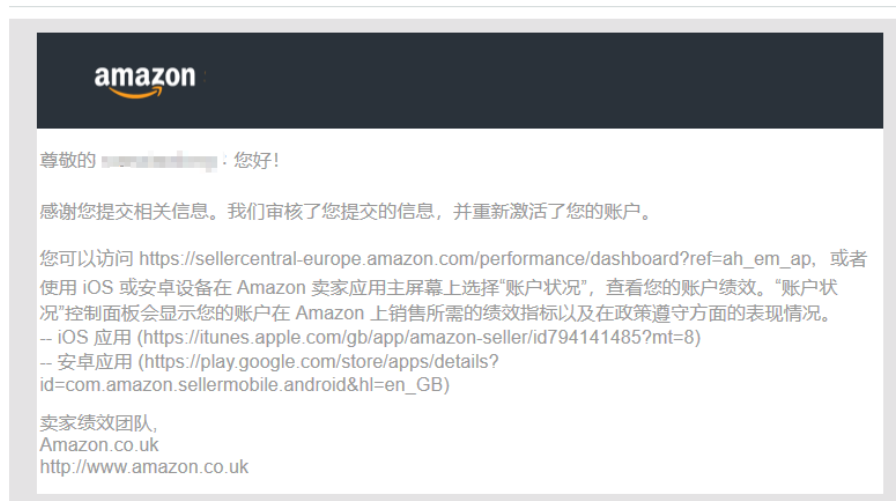 amazon
尊敬的 : 您好!
感谢您提交相关信息。我们审核了您提交的信息，并重新激活了您的账户。
您可以访问 https://sellercentral-europe.amazon.com/performance/dashboard?ref=ah_em_ap，或者
使用 iOS 或安卓设备在 Amazon 卖家应用主屏幕上选择“账户状况”，查看您的账户绩效。“账户状
况”控制面板会显示您的账户在 Amazon 上销售所需的绩效指标以及在政策遵守方面的表现情况。
-- iOS 应用 (https://itunes.apple.com/gb/app/amazon-seller/id794141485?mt=8)
-- 安卓应用 (https://play.google.com/store/apps/details?
id=com.amazon.sellermobile.android&hl=en_GB)
卖家绩效团队,
Amazon.co.uk
http://www.amazon.co.uk